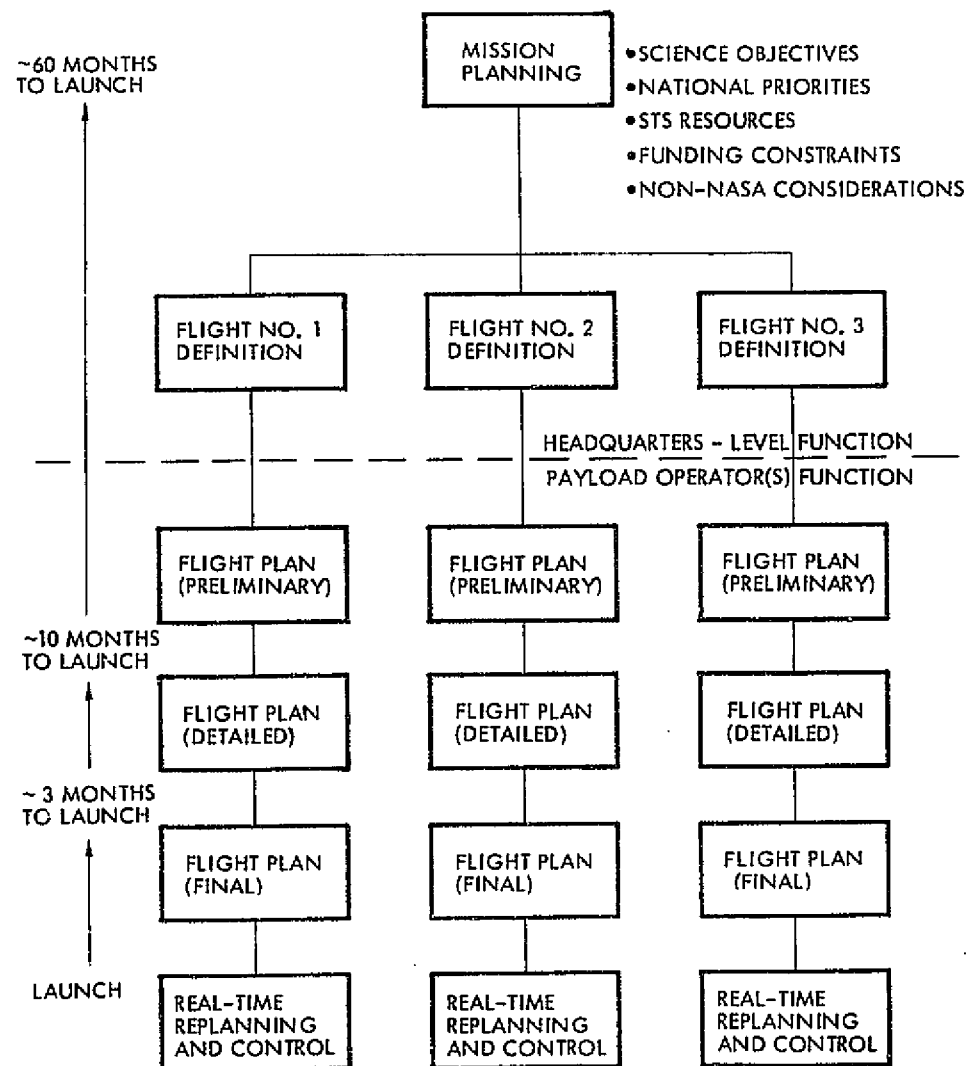 ~60 MONTHS
TO LAUNCH
MISSION
PLANNING
•SCIENCE OBJECTIVES
•NATIONAL PRIORITIES
•STS RESOURCES
•FUNDING CONSTRAINTS
•NON-NASA CONSIDERATIONS
FLIGHT NO. 1
DEFINITION
FLIGHT NO. 2
DEFINITION
FLIGHT NO. 3
DEFINITION
HEADQUARTERS - LEVEL FUNCTION
PAYLOAD OPERATOR(S) FUNCTION
FLIGHT PLAN
(PRELIMINARY)
FLIGHT PLAN
(PRELIMINARY)
FLIGHT PLAN
(PRELIMINARY)
~10 MONTHS
TO LAUNCH
FLIGHT PLAN
(DETAILED)
FLIGHT PLAN
(DETAILED)
FLIGHT PLAN
(DETAILED)
~ 3 MONTHS
TO LAUNCH
FLIGHT PLAN
(FINAL)
FLIGHT PLAN
(FINAL)
FLIGHT PLAN
(FINAL)
LAUNCH
REAL-TIME
REPLANNING
AND CONTROL
REAL-TIME
REPLANNING
AND CONTROL
REAL-TIME
REPLANNING
AND CONTROL